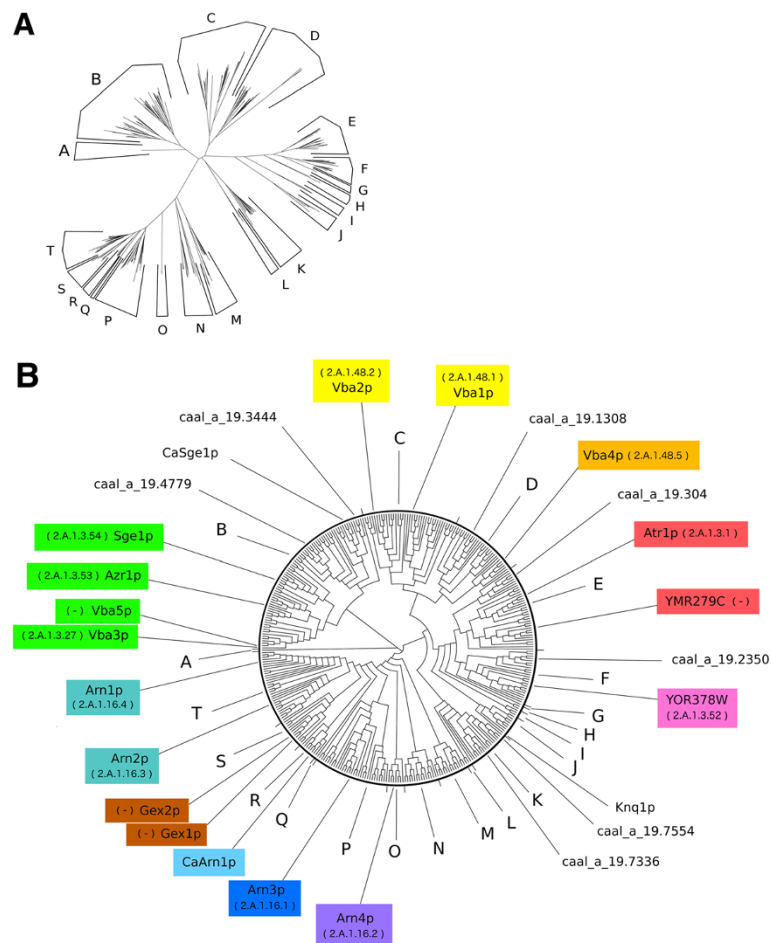 A
C
D
B
A
E
F
G
H
I
J
K
L
M
N
O
P
Q
R
S
T
B
( 2.A.1.48.2 )
Vba2p
( 2.A.1.48.1 )
Vba1p
caal_a_19.3444
caal_a_19.1308
C
CaSge1p
Vba4p ( 2.A.1.48.5 )
caal_a_19.4779
D
caal_a_19.304
B
( 2.A.1.3.54 ) Sge1p
Atr1p ( 2.A.1.3.1 )
( 2.A.1.3.53 ) Azr1p
E
( - ) Vba5p
YMR279C ( - )
( 2.A.1.3.27 ) Vba3p
A
caal_a_19.2350
Arn1p
( 2.A.1.16.4 )
F
YOR378W
( 2.A.1.3.52 )
T
G
H
I
J
Arn2p
( 2.A.1.16.3 )
S
R
Q
K
Knq1p
( - ) Gex2p
( - ) Gex1p
caal_a_19.7554
L
M
N
O
P
CaArn1p
caal_a_19.7336
Arn3p
( 2.A.1.16.1 )
Arn4p
( 2.A.1.16.2 )